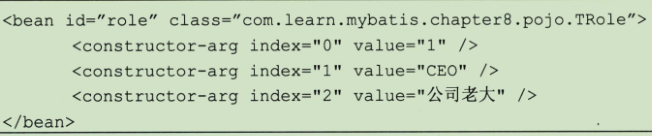 <bean id=”role” class=”com.learn.mybatis.chapter8.pojo.TRole”>
<constructor-arg index="0" value="1" />
<constructor-arg index="1" value="CEO" />
<constructor-arg index="2" value="公司老大" />
</bean>